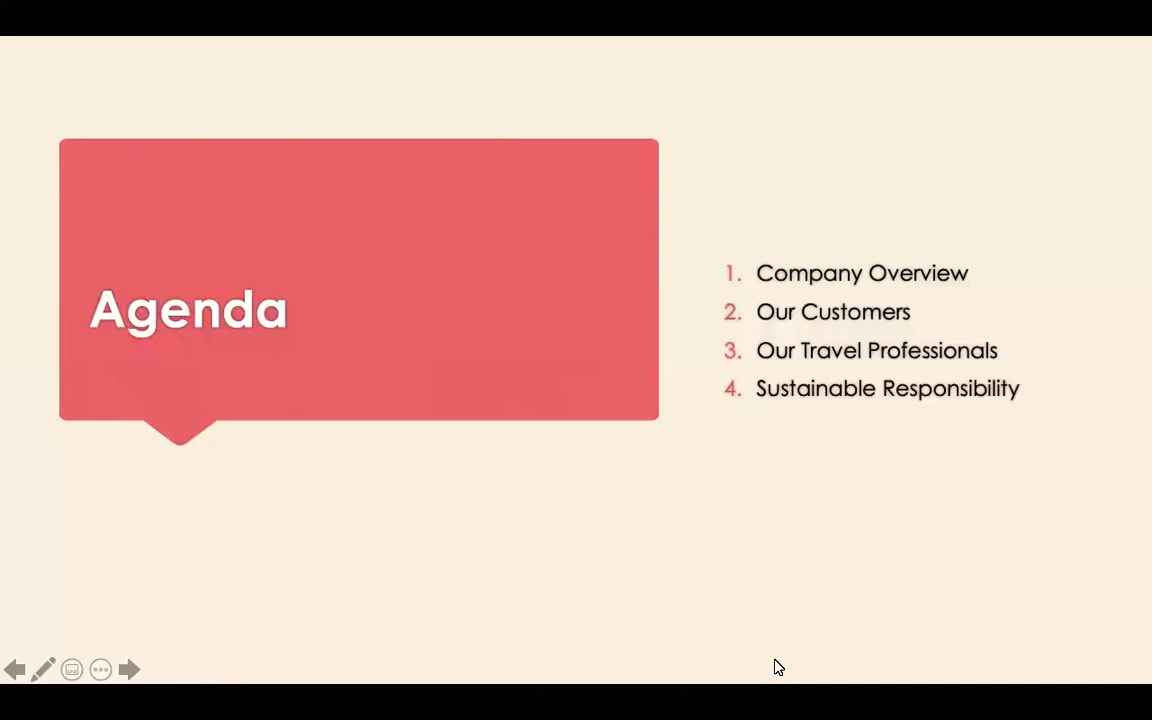 Agenda
1. Company Overview
2. Our Customers
3. Our Travel Professionals
4. Sustainable Responsibility